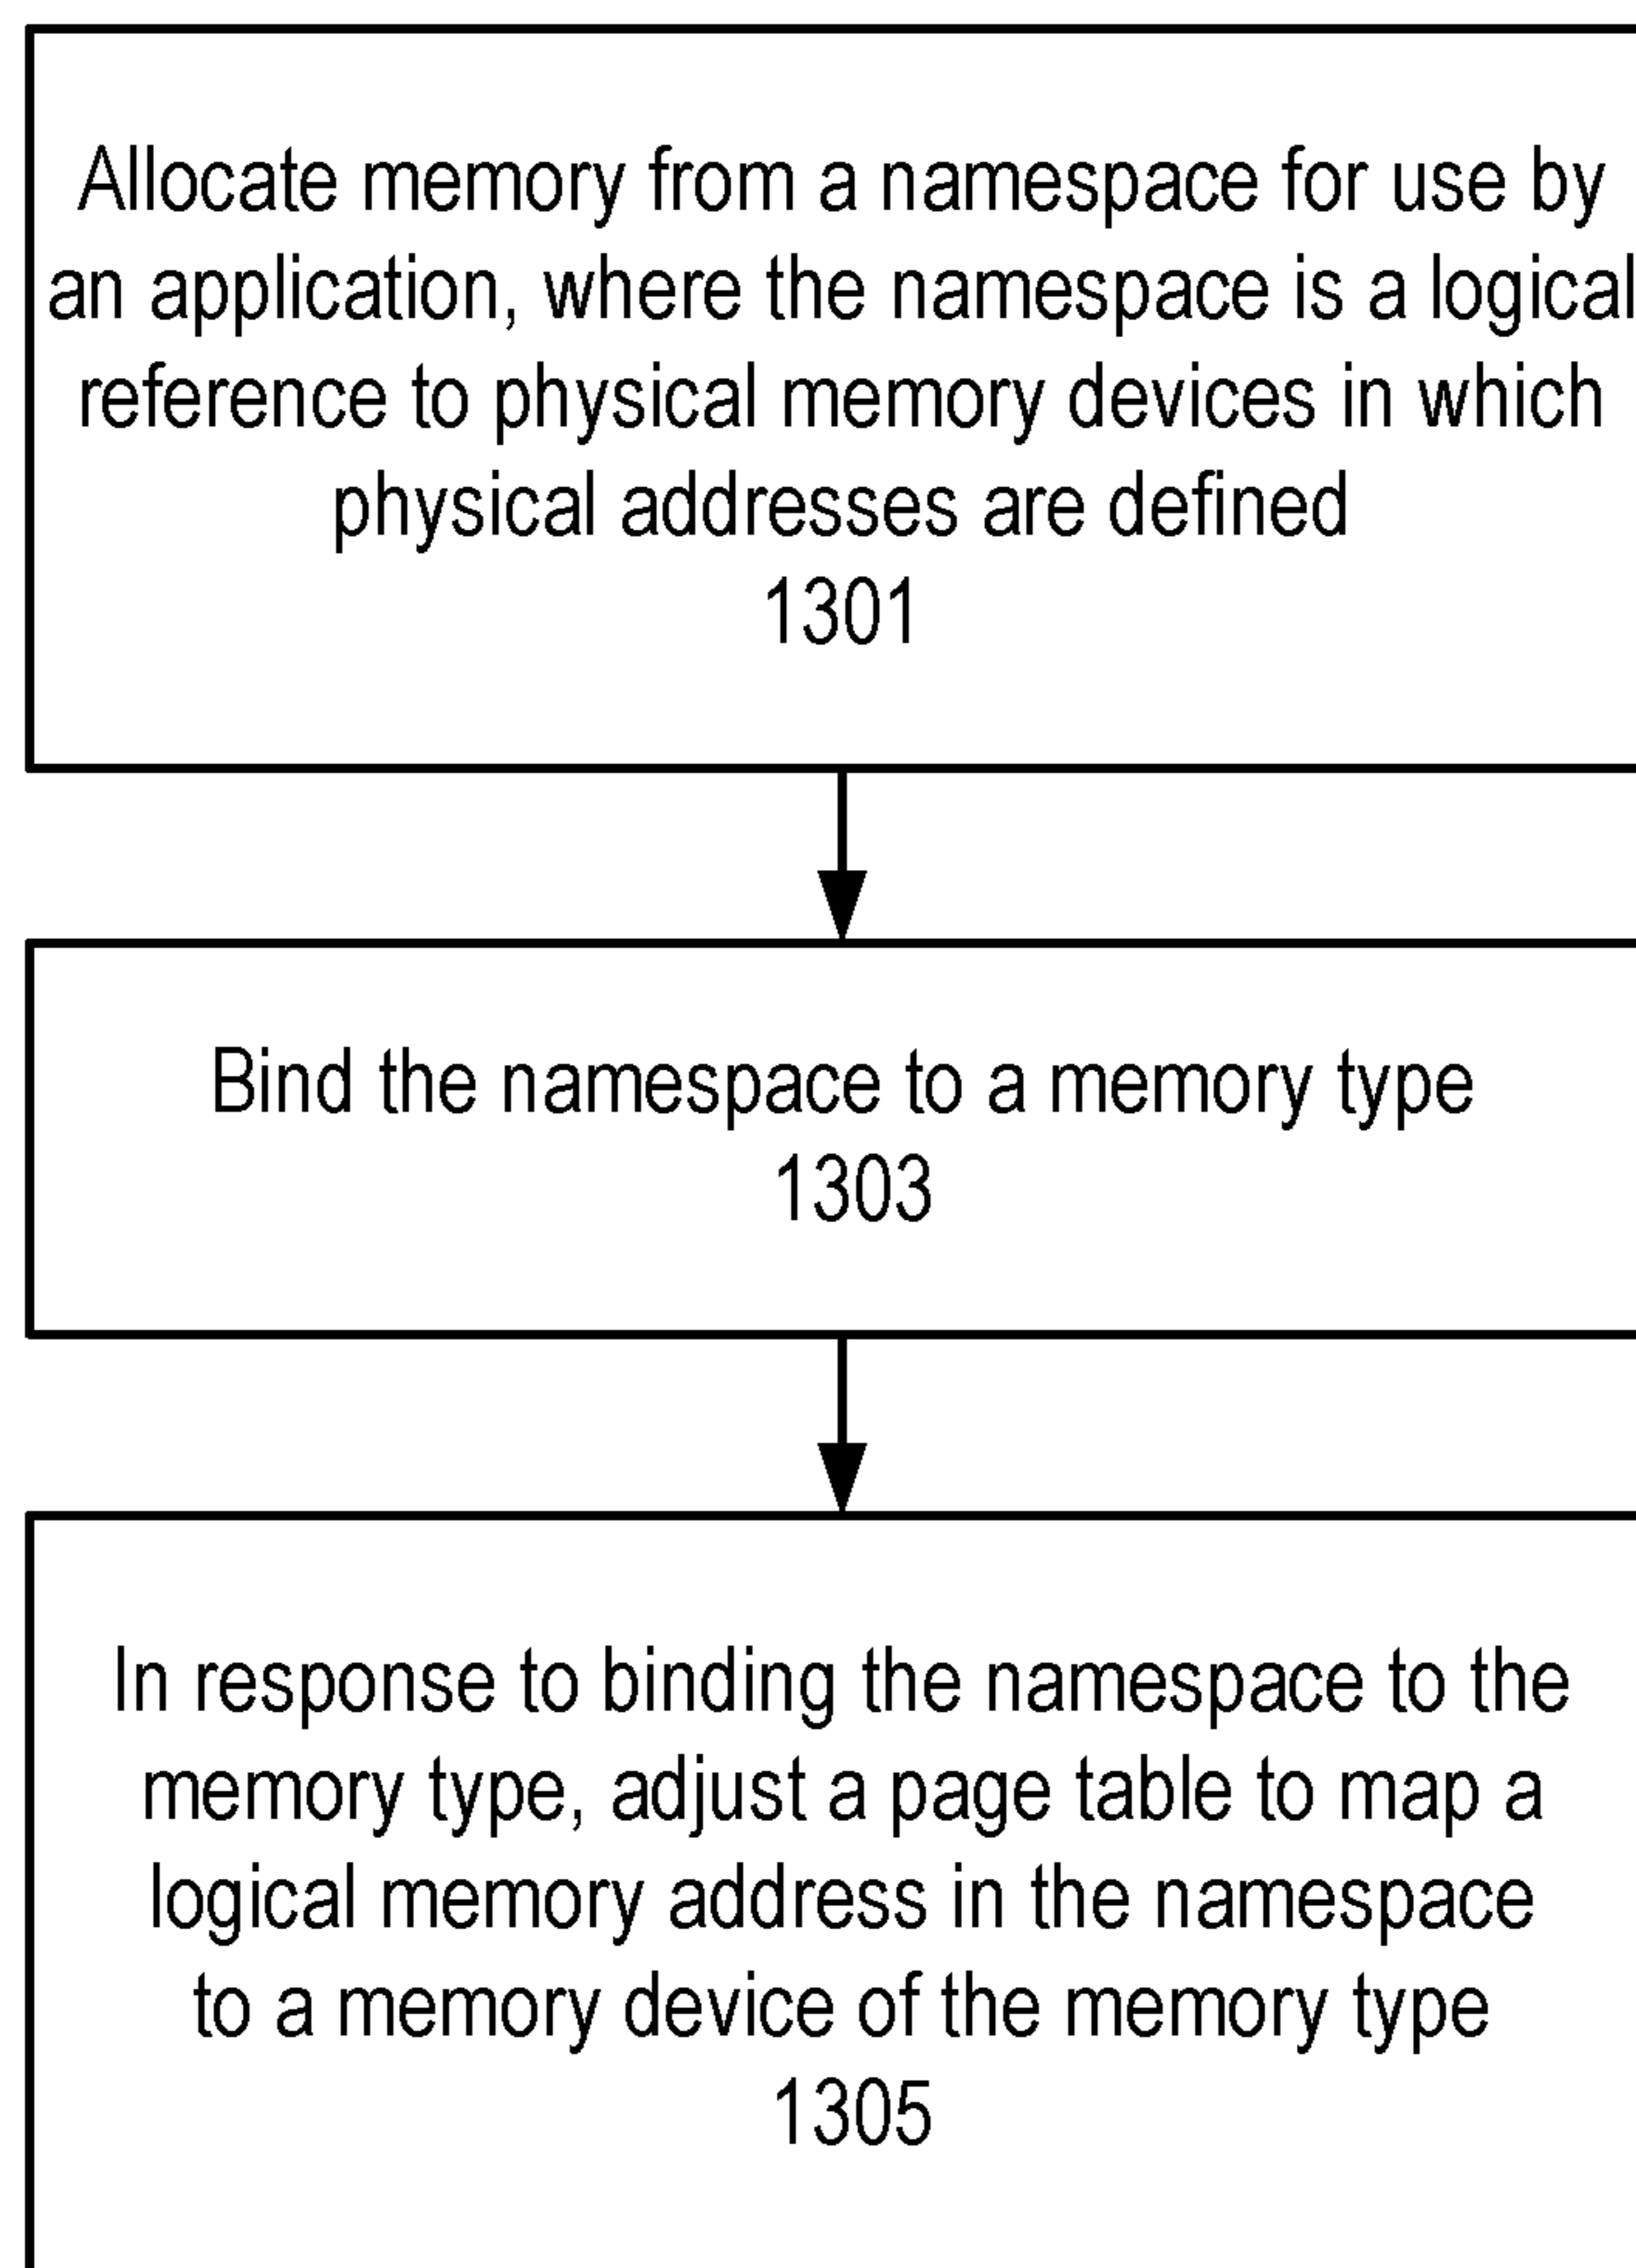 Allocate memory from a namespace for use by
an application, where the namespace is a logical
reference to physical memory devices in which
physical addresses are defined
1301
Bind the namespace to a memory type
1303
In response to binding the namespace to the
memory type, adjust a page table to map a
logical memory address in the namespace
to a memory device of the memory type
1305